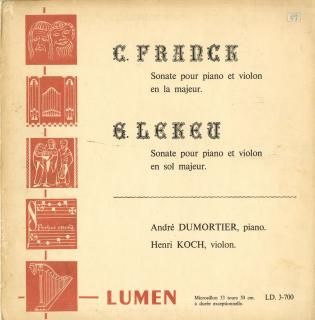 C. FRANCK
Sonate pour piano et violon
en la majeur.
G. LEKEU
Sonate pour piano et violon
en sol majeur.
André DUMORTIER, piano.
Henri KOCH, violon.
LUMEN
Microsillon 33 tours 30 cm.
à durée exceptionnelle.
LD. 3-700